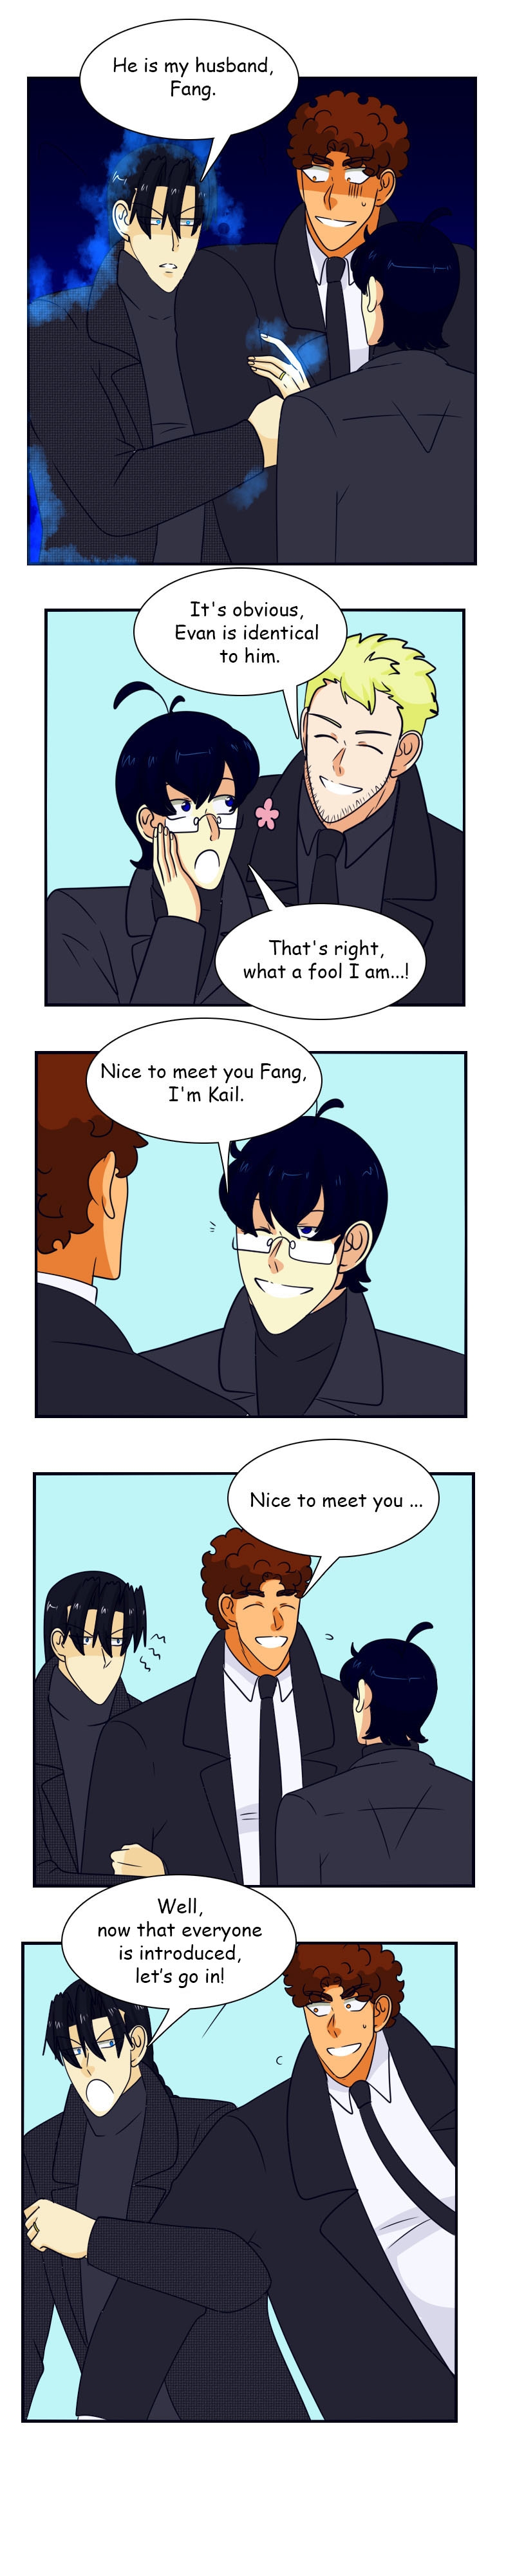 He is my husband,
Fang.
It's obvious,
Evan is identical
to him.
That's right,
what a fool I am...!
Nice to meet you Fang,
I'm Kail.
Nice to meet you ...
Well,
now that everyone
is introduced,
let’s go in!